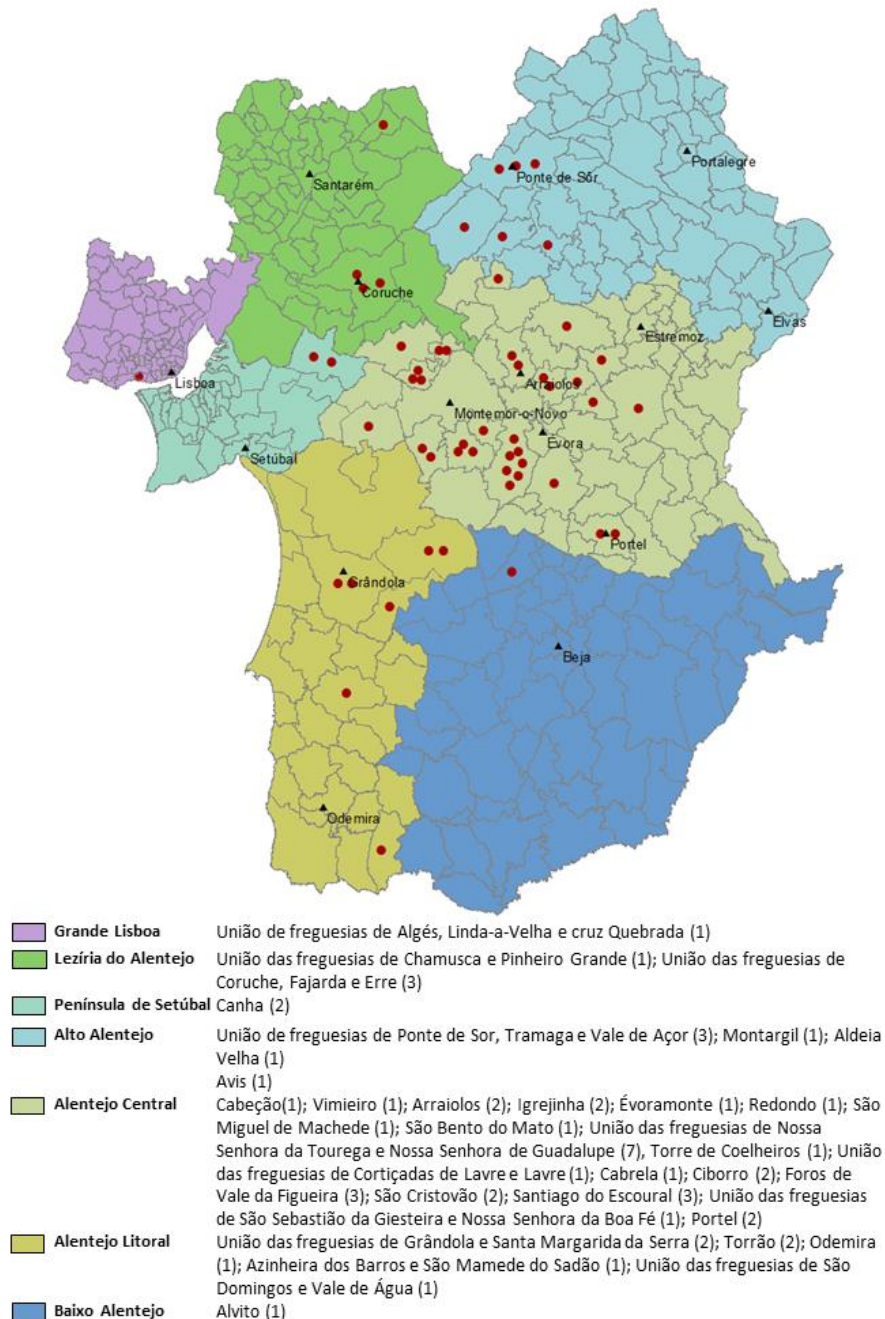 Portalegre
Santarém
Ponte de Sôr
Coruche
Elvas
Estremoz
Lisboa
Arraiolos
Montemor-o-Novo
Évora
Setúbal
Portel
Grândola
Beja
Odemira
Grande Lisboa União de freguesias de Algés, Linda-a-Velha e cruz Quebrada (1)
Lezíria do Alentejo União das freguesias de Chamusca e Pinheiro Grande (1); União das freguesias de
Coruche, Fajarda e Erre (3)
Península de Setúbal Canha (2)
Alto Alentejo União de freguesias de Ponte de Sor, Tramaga e Vale de Açor (3); Montargil (1); Aldeia
Velha (1)
Avis (1)
Alentejo Central Cabeção(1); Vimieiro (1); Arraiolos (2); Igrejinha (2); Évoramonte (1); Redondo (1); São
Miguel de Machede (1); São Bento do Mato (1); União das freguesias de Nossa
Senhora da Tourega e Nossa Senhora de Guadalupe (7), Torre de Coelheiros (1); União
das freguesias de Cortiçadas de Lavre e Lavre (1); Cabrela (1); Ciborro (2); Foros de
Vale da Figueira (3); São Cristovão (2); Santiago do Escoural (3); União das freguesias
de São Sebastião da Giesteira e Nossa Senhora da Boa Fé (1); Portel (2)
Alentejo Litoral União das freguesias de Grândola e Santa Margarida da Serra (2); Torrão (2); Odemira
(1); Azinheira dos Barros e São Mamede do Sadão (1); União das freguesias de São
Domingos e Vale de Água (1)
Baixo Alentejo Alvito (1)